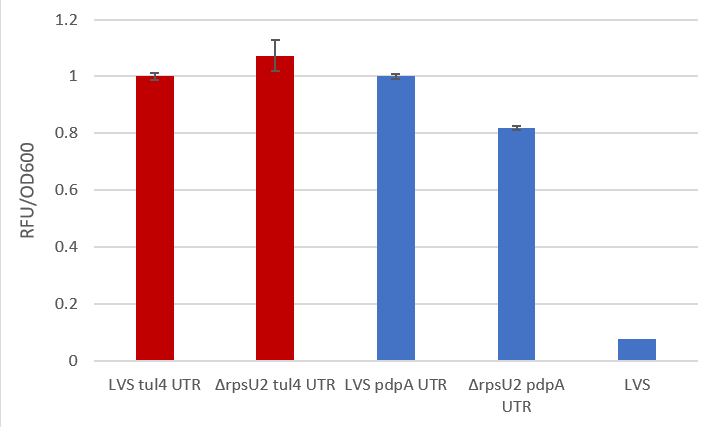 1.2
1
0.8
0.6
0.4
0.2
0
RFU/OD600
LVS tul4 UTR
ΔrpsU2 tul4 UTR
LVS pdpA UTR
ΔrpsU2 pdpA
UTR
LVS